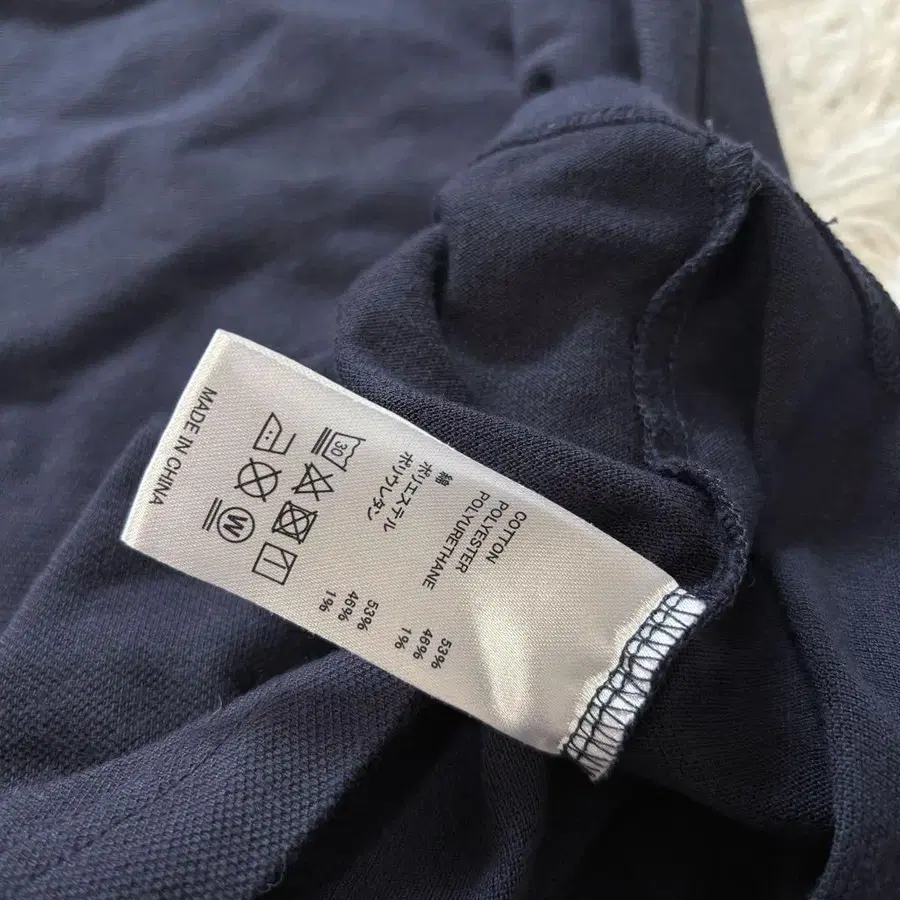 COTTON 53%
POLYESTER 46%
POLYURETHANE 1%
綿 53%
ポリエステル 46%
ポリウレタン 1%
30
W
MADE IN CHINA